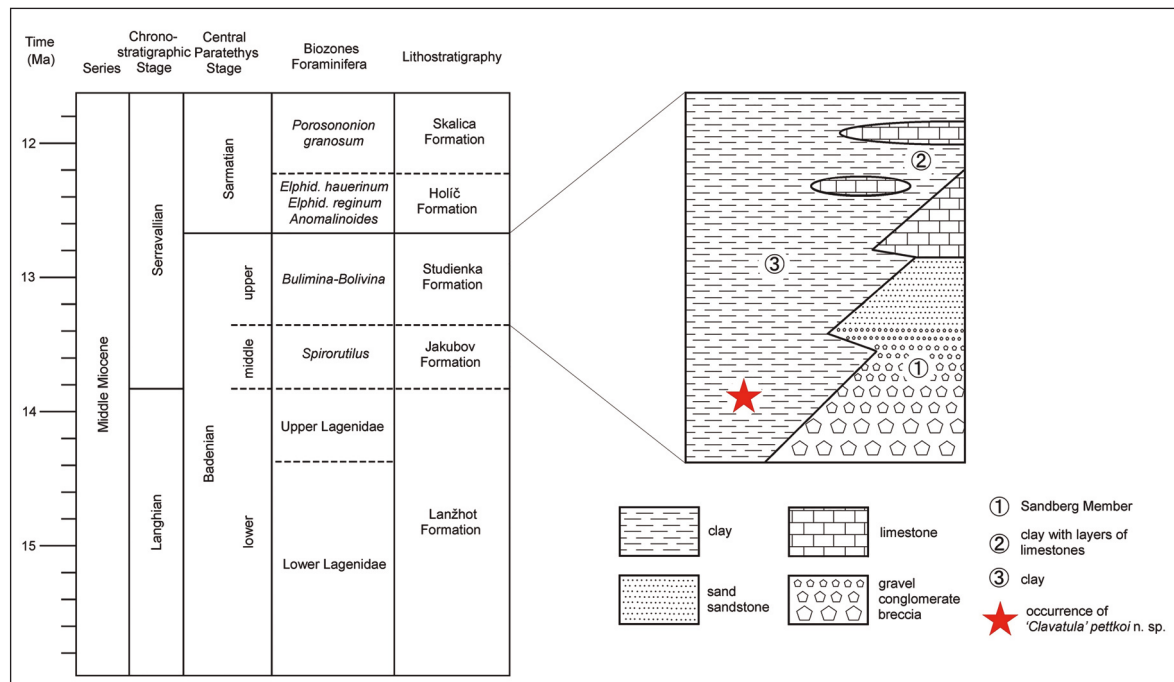 Time
(Ma)
Series
Chrono-
stratigraphic
Stage
Central
Paratethys
Stage
Biozones
Foraminifera
Lithostratigraphy
12
13
14
15
Middle Miocene
Serravallian
Langhian
Sarmatian
Badenian
upper
middle
lower
Porosononion
granosum
Elphid. hauerinum
Elphid. reginum
Anomalinoides
Bulimina-Bolivina
Spirorutilus
Upper Lagenidae
Lower Lagenidae
Skalica
Formation
Holíč
Formation
Studienka
Formation
Jakubov
Formation
Lanžhot
Formation
2
3
1
clay
limestone
sand
sandstone
gravel
conglomerate
breccia
1 Sandberg Member
2 clay with layers of
limestones
3 clay
occurrence of
'Clavatula' pettkoi n. sp.